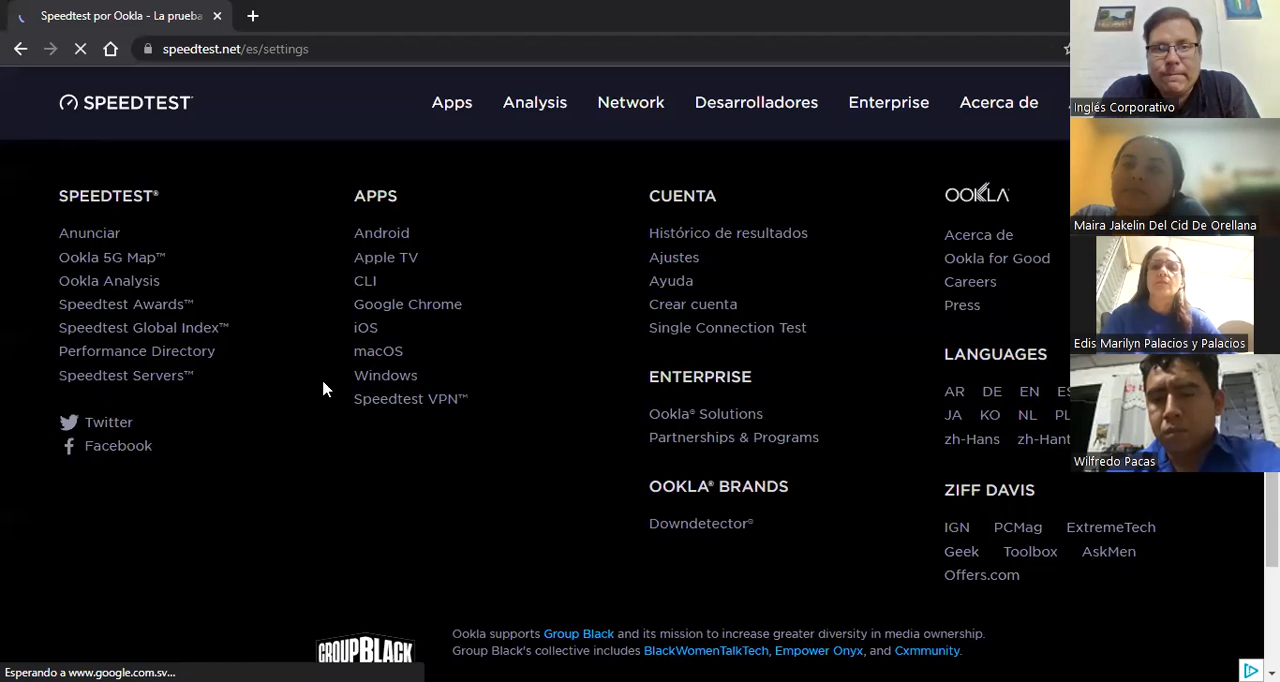 Speedtest por Ookla - La prueba
speedtest.net/es/settings
SPEEDTEST
Apps Analysis Network Desarrolladores Enterprise Acerca de
SPEEDTEST®
Anunciar
Ookla 5G Map™
Ookla Analysis
Speedtest Awards™
Speedtest Global Index™
Performance Directory
Speedtest Servers™
Twitter
Facebook
APPS
Android
Apple TV
CLI
Google Chrome
iOS
macOS
Windows
Speedtest VPN™
CUENTA
Histórico de resultados
Ajustes
Ayuda
Crear cuenta
Single Connection Test
ENTERPRISE
Ookla® Solutions
Partnerships & Programs
OOKLA® BRANDS
Downdetector®
OOKLA
Acerca de
Ookla for Good
Careers
Press
LANGUAGES
AR DE EN ES
JA KO NL PL
zh-Hans zh-Hant
ZIFF DAVIS
IGN PCMag ExtremeTech
Geek Toolbox AskMen
Offers.com
GROUPBLACK
Ookla supports Group Black and its mission to increase greater diversity in media ownership.
Group Black's collective includes BlackWomenTalkTech, Empower Onyx, and Cxmmunity.
Esperando a www.google.com.sv...
Inglés Corporativo
Maira Jakelin Del Cid De Orellana
Edis Marilyn Palacios y Palacios
Wilfredo Pacas